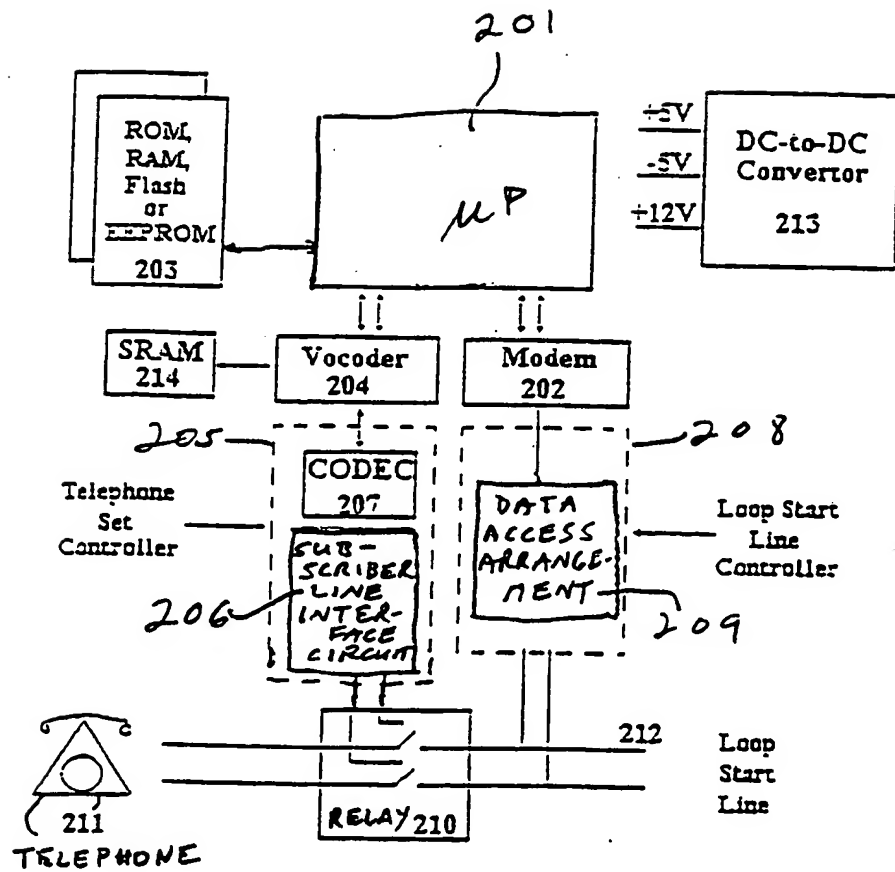 201
ROM,
RAM,
Flash
or
EEPROM
203
μP
+5V
-5V
+12V
DC-to-DC
Convertor
213
SRAM
214
Vocoder
204
Modem
202
205
208
Telephone
Set
Controller
CODEC
207
SUB-
SCRIBER
LINE
INTER-
FACE
CIRCUIT
206
DATA
ACCESS
ARRANGE-
MENT
209
Loop Start
Line
Controller
212
Loop
Start
Line
211
TELEPHONE
RELAY 210